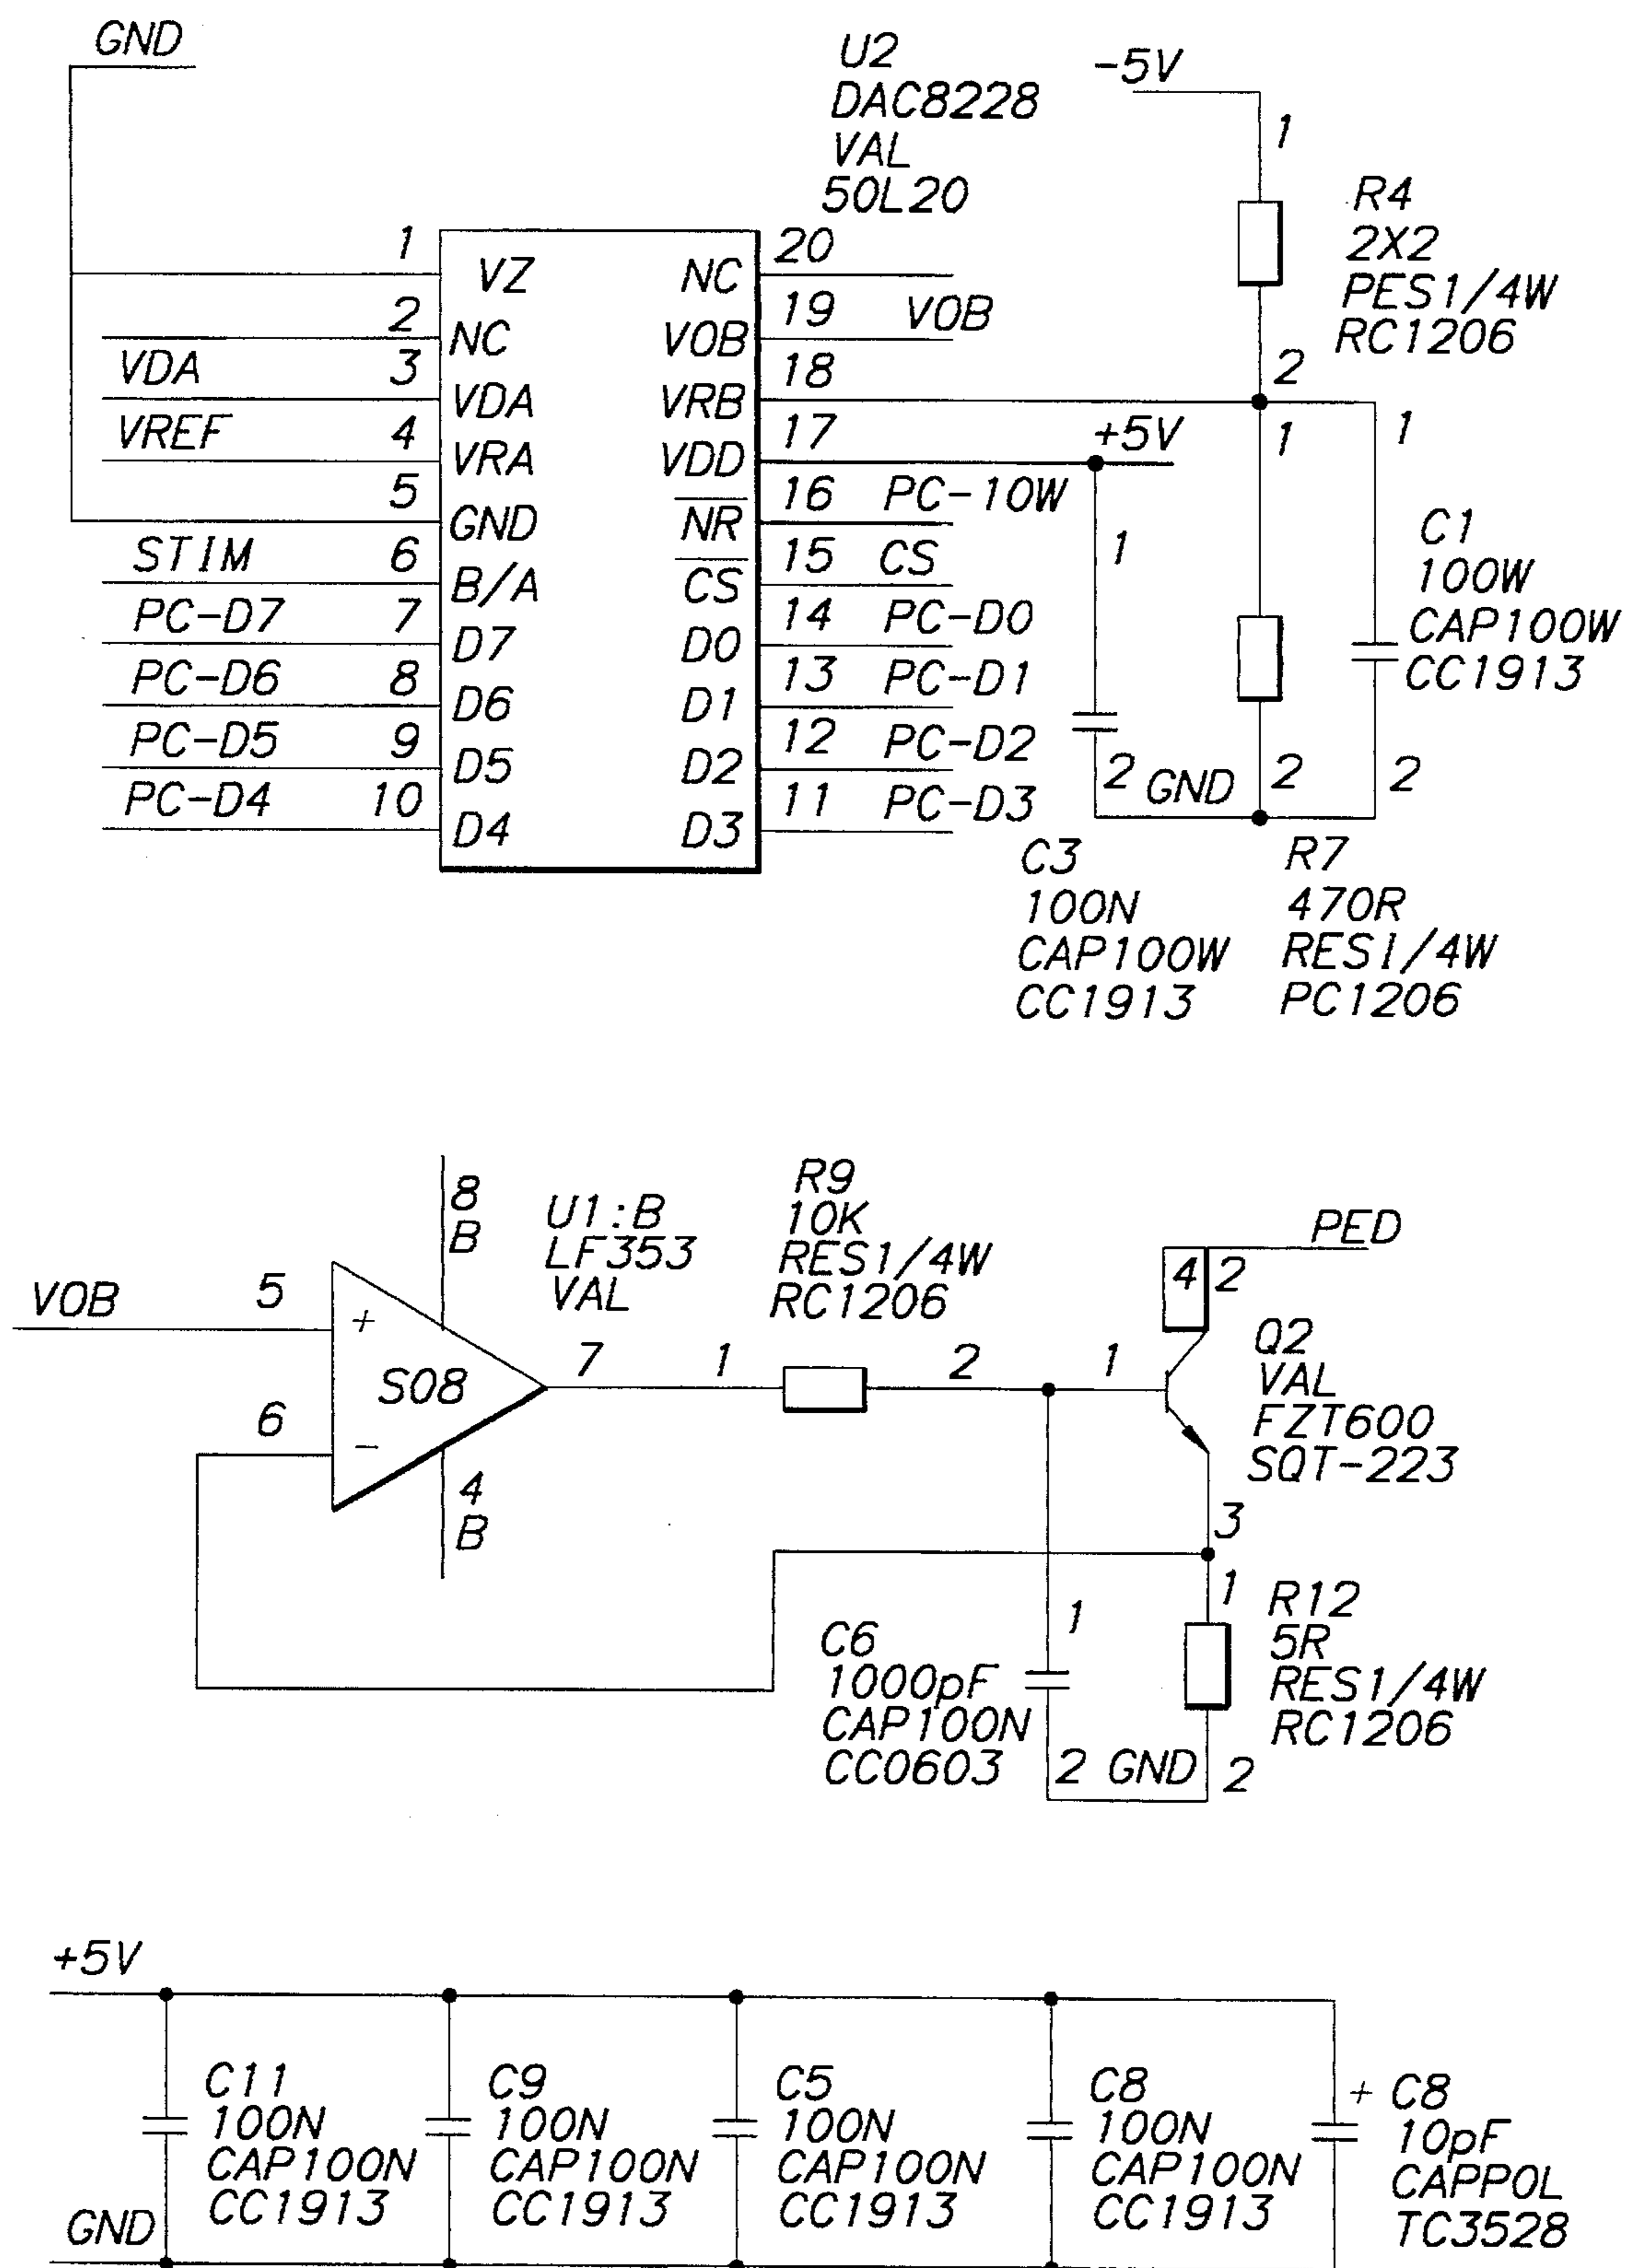 GND
U2
DAC8228
VAL
50L20
-5V
1
R4
2X2
PES1/4W
RC1206
2
1 VZ NC 20
2 NC VOB 19 VOB
VDA 3 VDA VRB 18
VREF 4 VRA VDD 17 +5V
5 GND NR 16 PC-10W
STIM 6 B/A CS 15 CS
PC-D7 7 D7 D0 14 PC-D0
PC-D6 8 D6 D1 13 PC-D1
PC-D5 9 D5 D2 12 PC-D2
PC-D4 10 D4 D3 11 PC-D3
1
1
1
C1
100W
CAP100W
CC1913
2 GND 2 2
C3
100N
CAP100W
CC1913
R7
470R
RES1/4W
PC1206
VOB 5
+
S08
6
-
8
B
4
B
U1:B
LF353
VAL
7
R9
10K
RES1/4W
RC1206
1 2 1
PED
4 2
Q2
VAL
FZT600
SQT-223
3
1
R12
5R
RES1/4W
RC1206
1
C6
1000pF
CAP100N
CC0603
2 GND 2
+5V
C11
100N
CAP100N
CC1913
C9
100N
CAP100N
CC1913
C5
100N
CAP100N
CC1913
C8
100N
CAP100N
CC1913
+ C8
10pF
CAPPOL
TC3528
GND